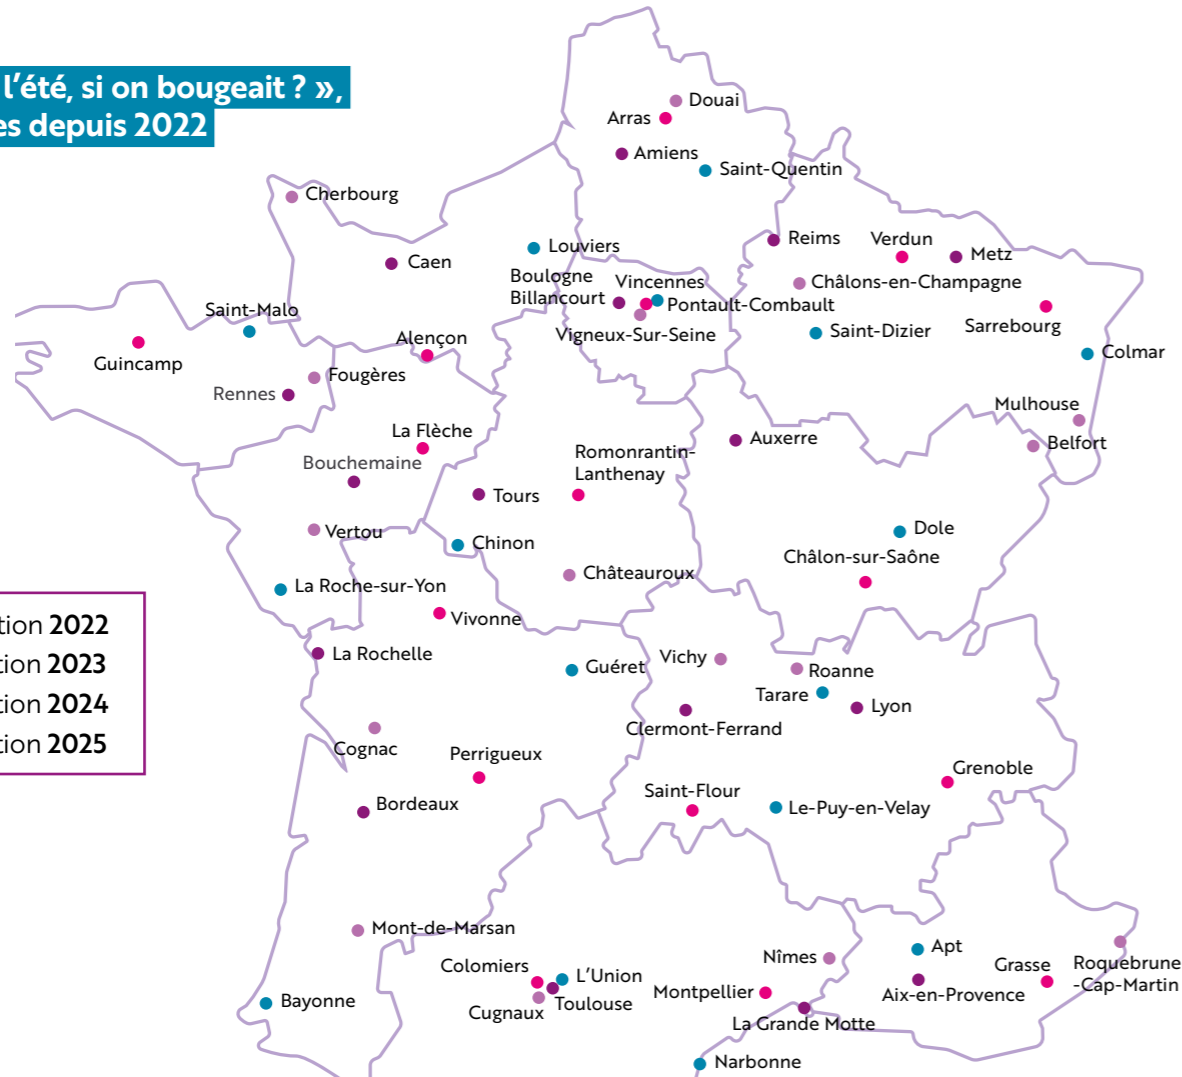 l'été, si on bougeait ? »,
es depuis 2022
Douai
Arras
Amiens
Saint-Quentin
Cherbourg
Caen
Louviers
Reims
Verdun
Metz
Boulogne
Billancourt
Vincennes
Pontault-Combault
Vigneux-Sur-Seine
Châlons-en-Champagne
Saint-Dizier
Sarrebourg
Colmar
Saint-Malo
Guincamp
Alençon
Fougères
Rennes
Mulhouse
Belfort
La Flèche
Bouchemaine
Auxerre
Romonrantin-
Lanthenay
Tours
Vertou
Chinon
Dole
Châlon-sur-Saône
Châteauroux
La Roche-sur-Yon
Vivonne
tion 2022
tion 2023
tion 2024
tion 2025
La Rochelle
Guéret
Vichy
Roanne
Tarare
Lyon
Clermont-Ferrand
Cognac
Perrigueux
Bordeaux
Saint-Flour
Grenoble
Le-Puy-en-Velay
Mont-de-Marsan
Colomiers
L'Union
Toulouse
Cugnaux
Bayonne
Nîmes
Montpellier
La Grande Motte
Narbonne
Apt
Aix-en-Provence
Grasse
Roquebrune
-Cap-Martin